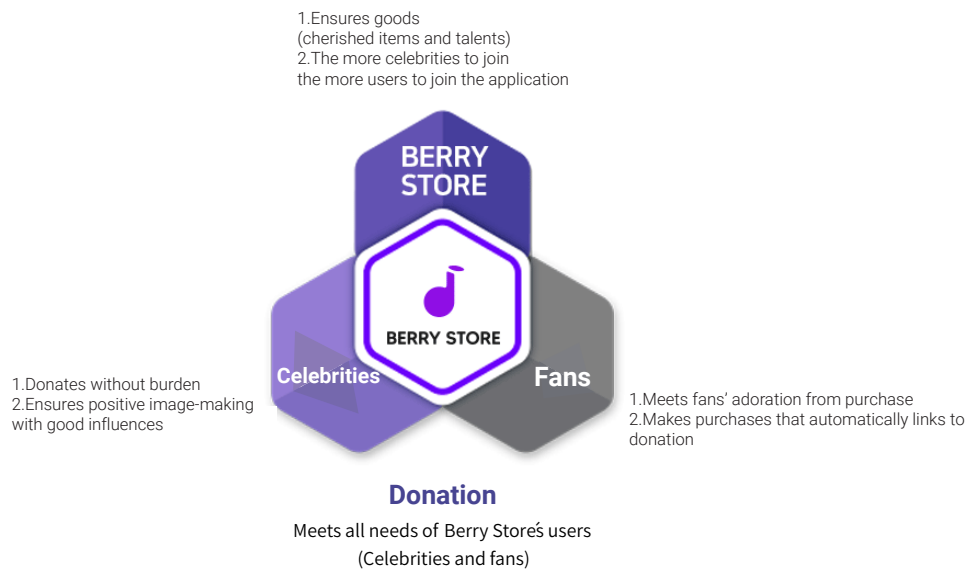 1.Ensures goods
(cherished items and talents)
2.The more celebrities to join
the more users to join the application
BERRY
STORE
BERRY STORE
Celebrities
Fans
1.Donates without burden
2.Ensures positive image-making
with good influences
1.Meets fans’ adoration from purchase
2.Makes purchases that automatically links to
donation
Donation
Meets all needs of Berry Store´s users
(Celebrities and fans)